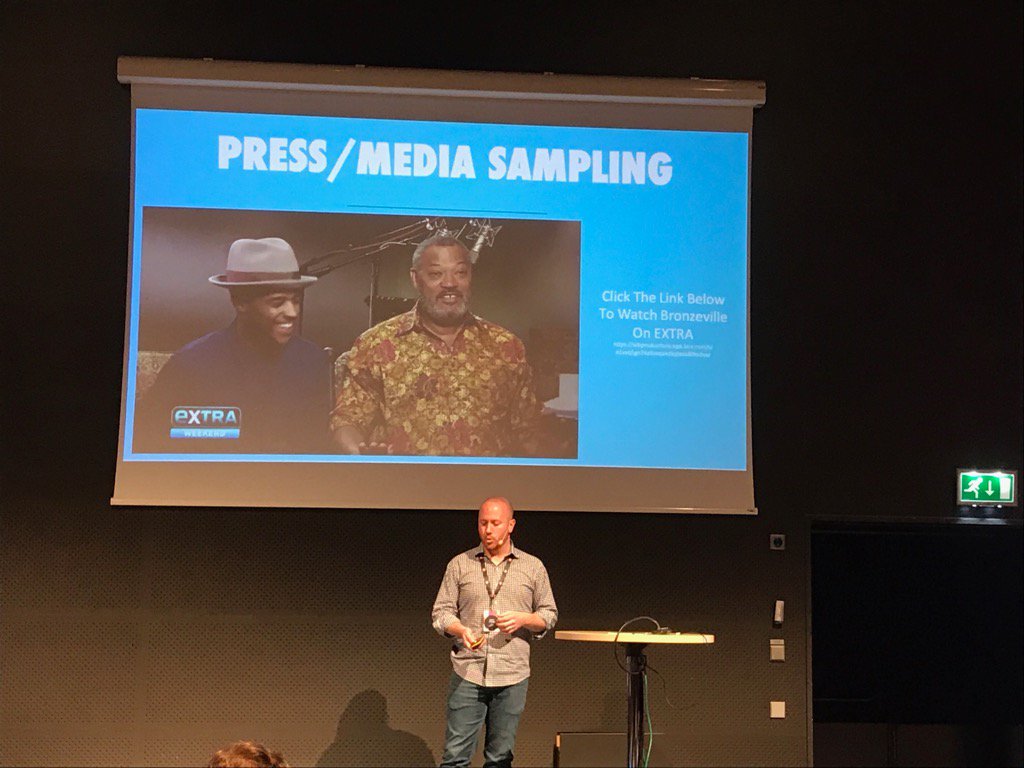 PRESS/MEDIA SAMPLING
Click The Link Below
To Watch Bronzeville
On EXTRA
eXTRA
WEEKEND